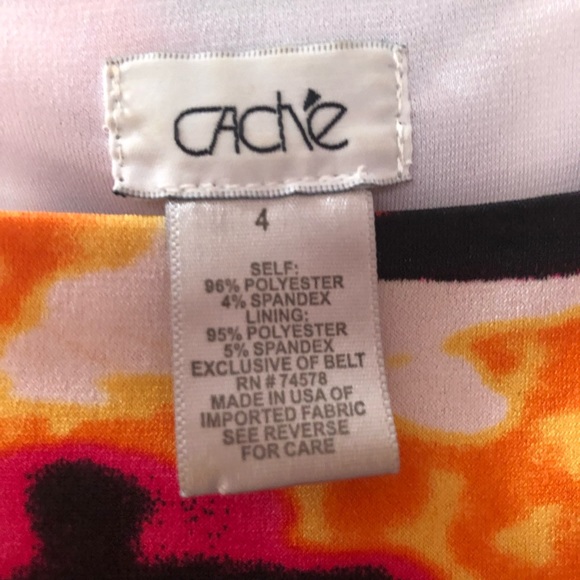 CACHÉ
4
SELF:
96% POLYESTER
4% SPANDEX
LINING:
95% POLYESTER
5% SPANDEX
EXCLUSIVE OF BELT
RN # 74578
MADE IN USA OF
IMPORTED FABRIC
SEE REVERSE
FOR CARE